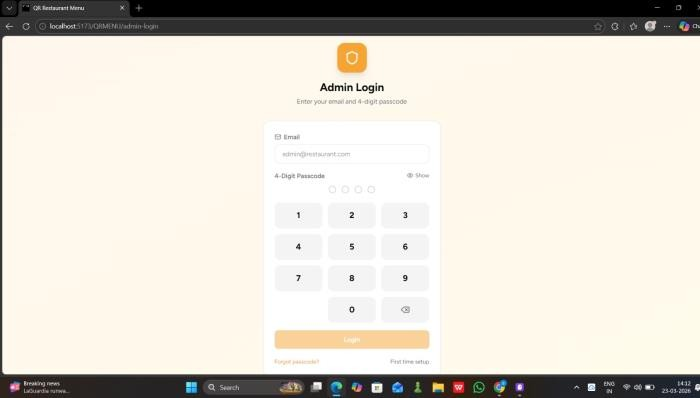 QR Restaurant Menu
localhost:5173/QRMENU/admin-login
Admin Login
Enter your email and 4-digit passcode
Email
admin@restaurant.com
4-Digit Passcode
Show
1 2 3
4 5 6
7 8 9
0
Login
Forgot passcode?
First time setup
Breaking news
LaGuardia runwa...
Search
ENG
IN
14:12
23-03-2026